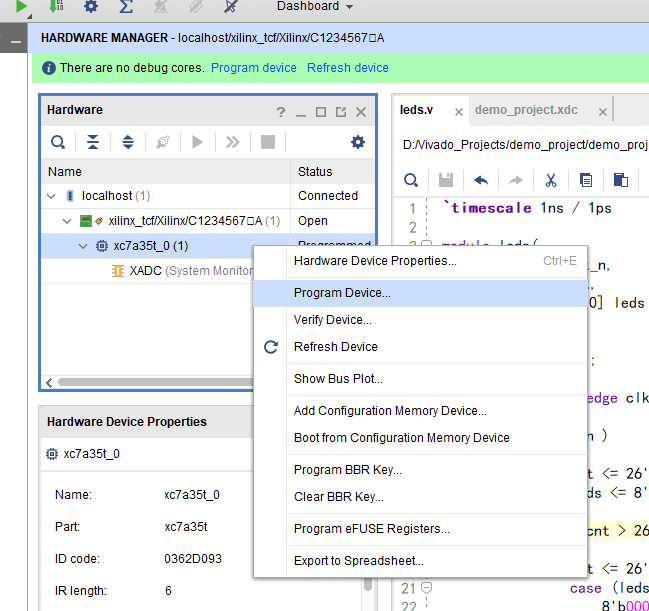 Dashboard
HARDWARE MANAGER - localhost/xilinx_tcf/Xilinx/C1234567□A
There are no debug cores. Program device Refresh device
Hardware
Name Status
localhost (1) Connected
xilinx_tcf/Xilinx/C1234567□A (1) Open
xc7a35t_0 (1) Programmed
XADC (System Monitor
Hardware Device Properties... Ctrl+E
Program Device...
Verify Device...
Refresh Device
Show Bus Plot...
Add Configuration Memory Device...
Boot from Configuration Memory Device
Program BBR Key...
Clear BBR Key...
Program eFUSE Registers...
Export to Spreadsheet...
Hardware Device Properties
xc7a35t_0
Name: xc7a35t_0
Part: xc7a35t
ID code: 0362D093
IR length: 6
leds.v demo_project.xdc
D:/Vivado_Projects/demo_project/demo_proj
1 `timescale 1ns / 1ps
2
module leds(
_n,
,
0] leds
;
edge clk
n )
t <= 26'
ds <= 8'
cnt > 26
t <= 26'
21 case (leds
22 8'b000